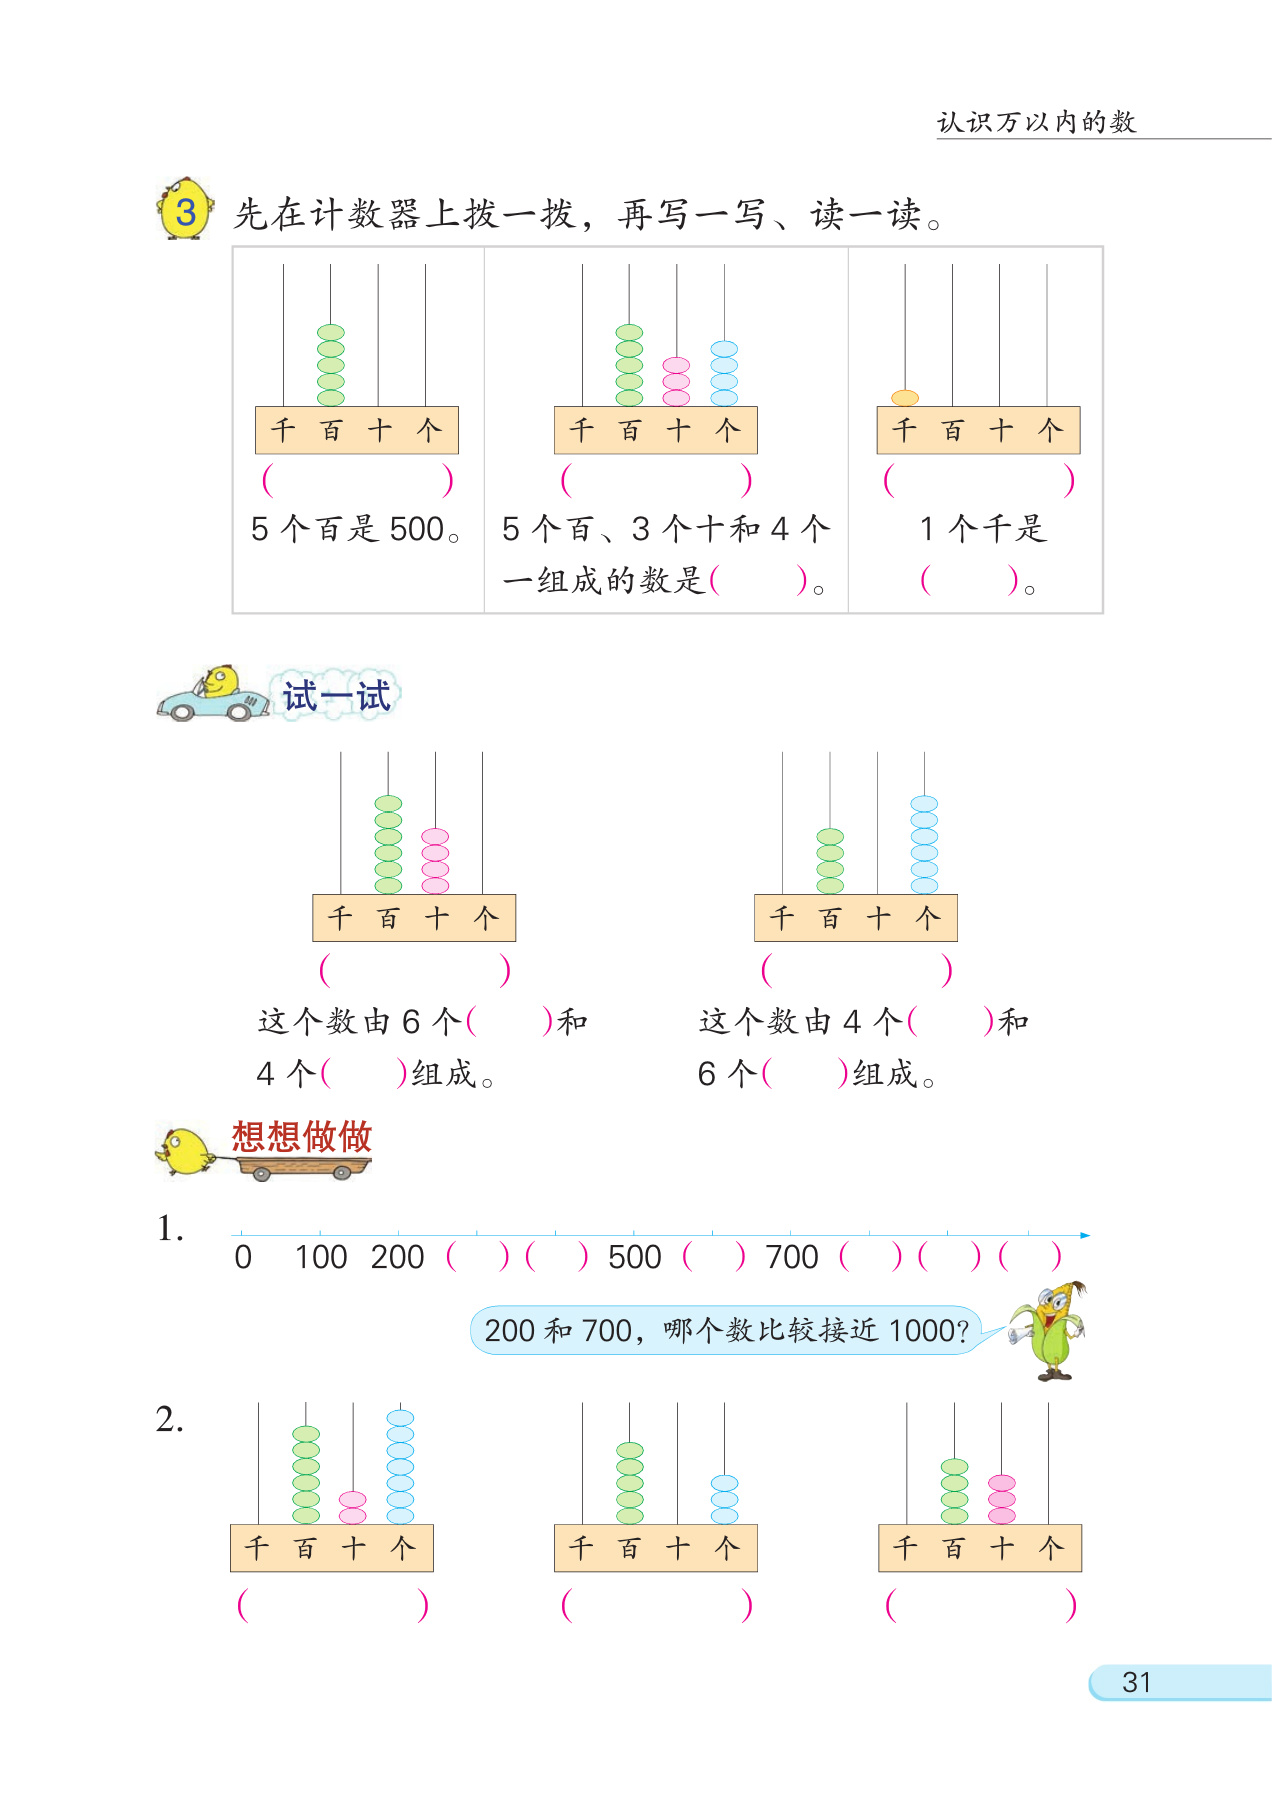 认识万以内的数
3 先在计数器上拨一拨，再写一写、读一读。
千 百 十 个
千 百 十 个
千 百 十 个
(    )
(    )
(    )
5 个百是 500。
5 个百、3 个十和 4 个
一组成的数是(    )。
1 个千是
(    )。
试一试
千 百 十 个
千 百 十 个
(    )
(    )
这个数由 6 个(    )和
4 个(    )组成。
这个数由 4 个(    )和
6 个(    )组成。
想想做做
1.
0 100 200 (    ) (    ) 500 (    ) 700 (    ) (    ) (    )
200 和 700，哪个数比较接近 1000？
2.
千 百 十 个
千 百 十 个
千 百 十 个
(    )
(    )
(    )
31